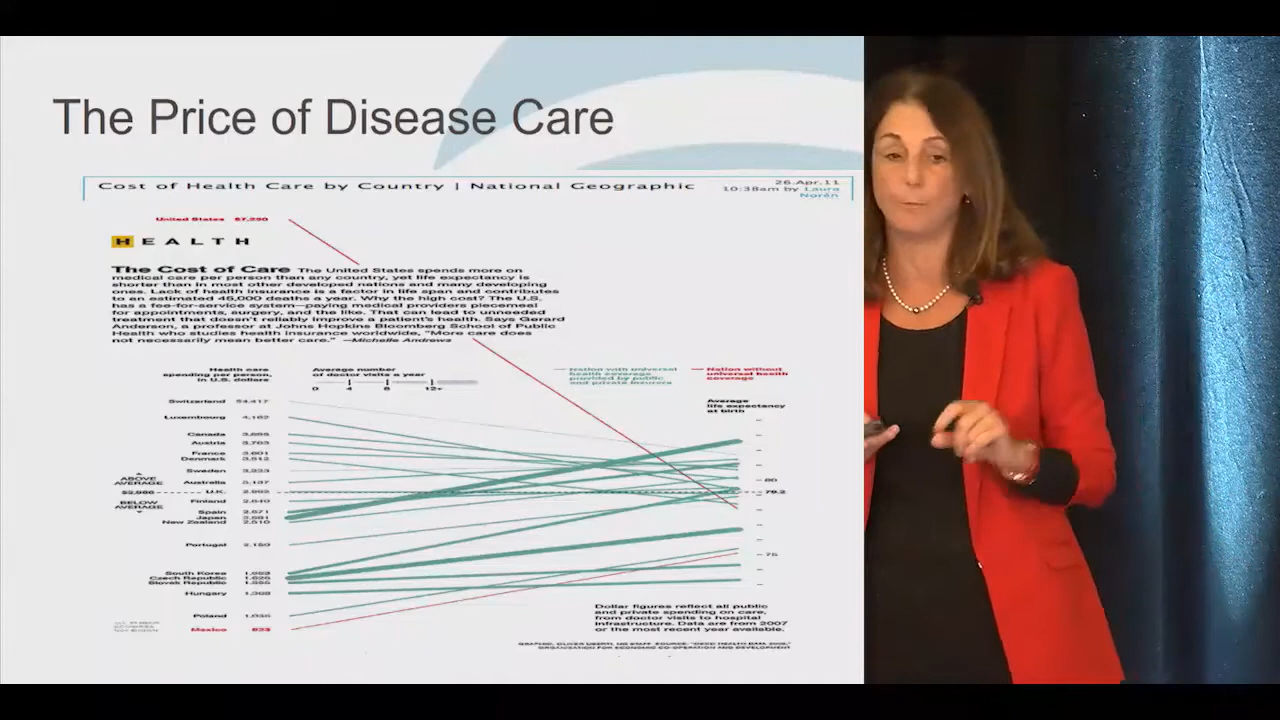 The Price of Disease Care
Cost of Health Care by Country | National Geographic
26.Apr.11
10:38am by Laura
Norén
United States $7,290
H E A L T H
The Cost of Care The United States spends more on
medical care per person than any country, yet life expectancy is
shorter than in most other developed nations and many developing
ones. Lack of health insurance is a factor in life span and contributes
to an estimated 45,000 deaths a year. Why the high cost? The U.S.
has a fee-for-service system—paying medical providers piecemeal
for appointments, surgery, and the like. That can lead to unneeded
treatment that doesn't reliably improve a patient's health. Says Gerard
Anderson, a professor at Johns Hopkins Bloomberg School of Public
Health who studies health insurance worldwide, "More care does
not necessarily mean better care." —Michelle Andrews
Health care
spending per person,
in U.S. dollars
Average number
of doctor visits a year
0 4 8 12+
Nation with universal
health coverage
provided by public
and private insurers
Nation without
universal health
coverage
Average
life expectancy
at birth
Switzerland $4,417
Luxembourg 4,162
Canada 3,895
Austria 3,763
France 3,601
Denmark 3,512
Sweden 3,323
Australia 3,137
ABOVE
AVERAGE
$2,986
U.K. 2,992
BELOW
AVERAGE
Finland 2,840
Spain 2,671
Japan 2,581
New Zealand 2,510
Portugal 2,150
South Korea 1,688
Czech Republic 1,626
Slovak Republic 1,555
Hungary 1,388
Poland 1,035
Mexico 823
80
79.2
75
Dollar figures reflect all public
and private spending on care,
from doctor visits to hospital
infrastructure. Data are from 2007
or the most recent year available.
ORGANISATION FOR ECONOMIC CO-OPERATION AND DEVELOPMENT